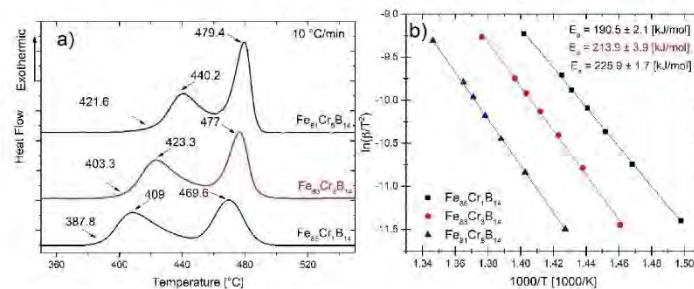 a)
10 °C/min
479.4
440.2
421.6
Fe₈₁Cr₅B₁₄
477
423.3
403.3
Fe₈₃Cr₃B₁₄
469.6
409
387.8
Fe₈₅Cr₁B₁₄
Heat Flow
Exothermic
360 400 440 480 520
Temperature [°C]
b)
Eₐ = 190.5 ± 2.1 [kJ/mol]
Eₐ = 213.9 ± 3.9 [kJ/mol]
Eₐ = 225.9 ± 1.7 [kJ/mol]
-9.0
-9.5
-10.0
-10.5
-11.0
-11.5
ln(β/T²)
Fe₈₅Cr₁B₁₄
Fe₈₃Cr₃B₁₄
Fe₈₁Cr₅B₁₄
1.34 1.36 1.38 1.40 1.42 1.44 1.46 1.48 1.50
1000/T [1000/K]